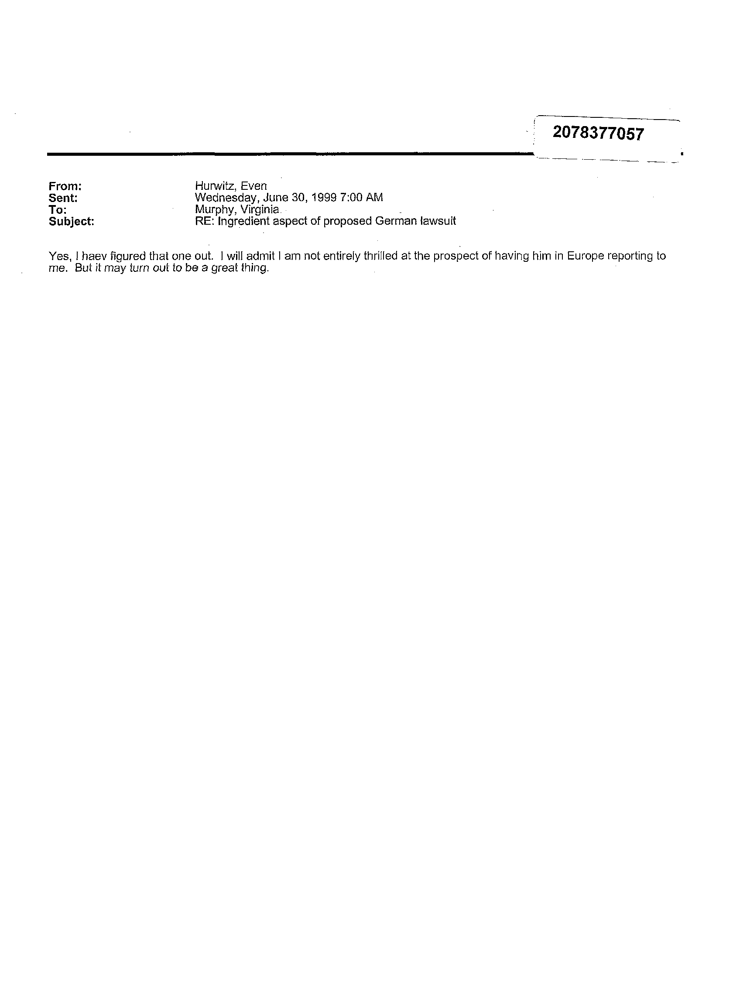 2078377057
From: Hurwitz, Even
Sent: Wednesday, June 30, 1999 7:00 AM
To: Murphy, Virginia
Subject: RE: Ingredient aspect of proposed German lawsuit
Yes, I haev figured that one out. I will admit I am not entirely thrilled at the prospect of having him in Europe reporting to
me. But it may turn out to be a great thing.